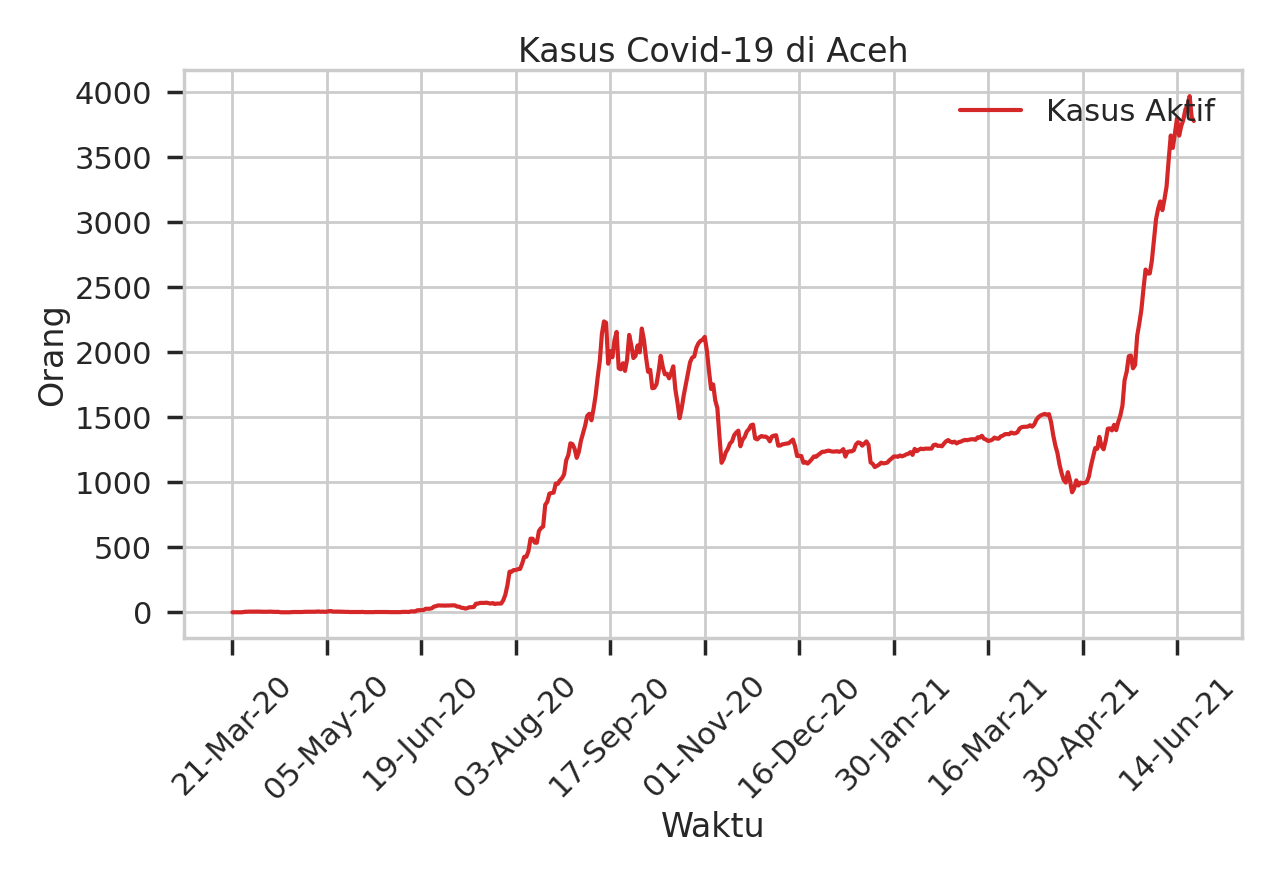 Kasus Covid-19 di Aceh
Kasus Aktif
4000
3500
3000
2500
2000
1500
1000
500
0
Orang
21-Mar-20
05-May-20
19-Jun-20
03-Aug-20
17-Sep-20
01-Nov-20
16-Dec-20
30-Jan-21
16-Mar-21
30-Apr-21
14-Jun-21
Waktu